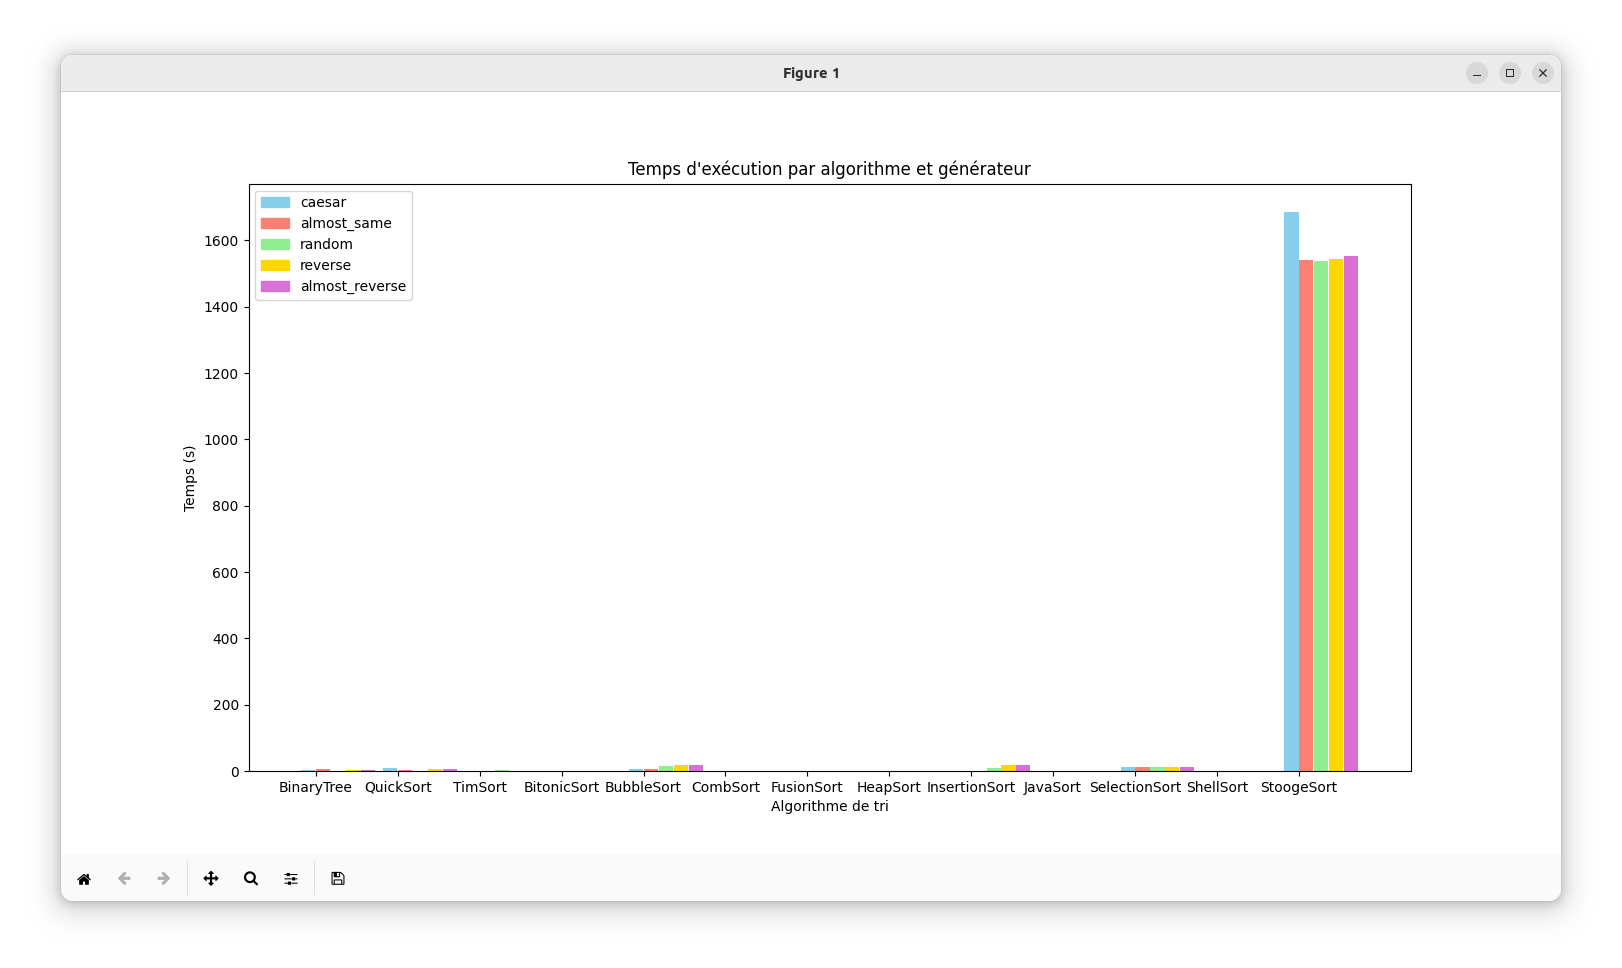 Figure 1
Temps d'exécution par algorithme et générateur
caesar
almost_same
random
reverse
almost_reverse
1600
1400
1200
1000
800
600
400
200
0
Temps (s)
BinaryTree QuickSort TimSort BitonicSort BubbleSort CombSort FusionSort HeapSort InsertionSort JavaSort SelectionSort ShellSort StoogeSort
Algorithme de tri